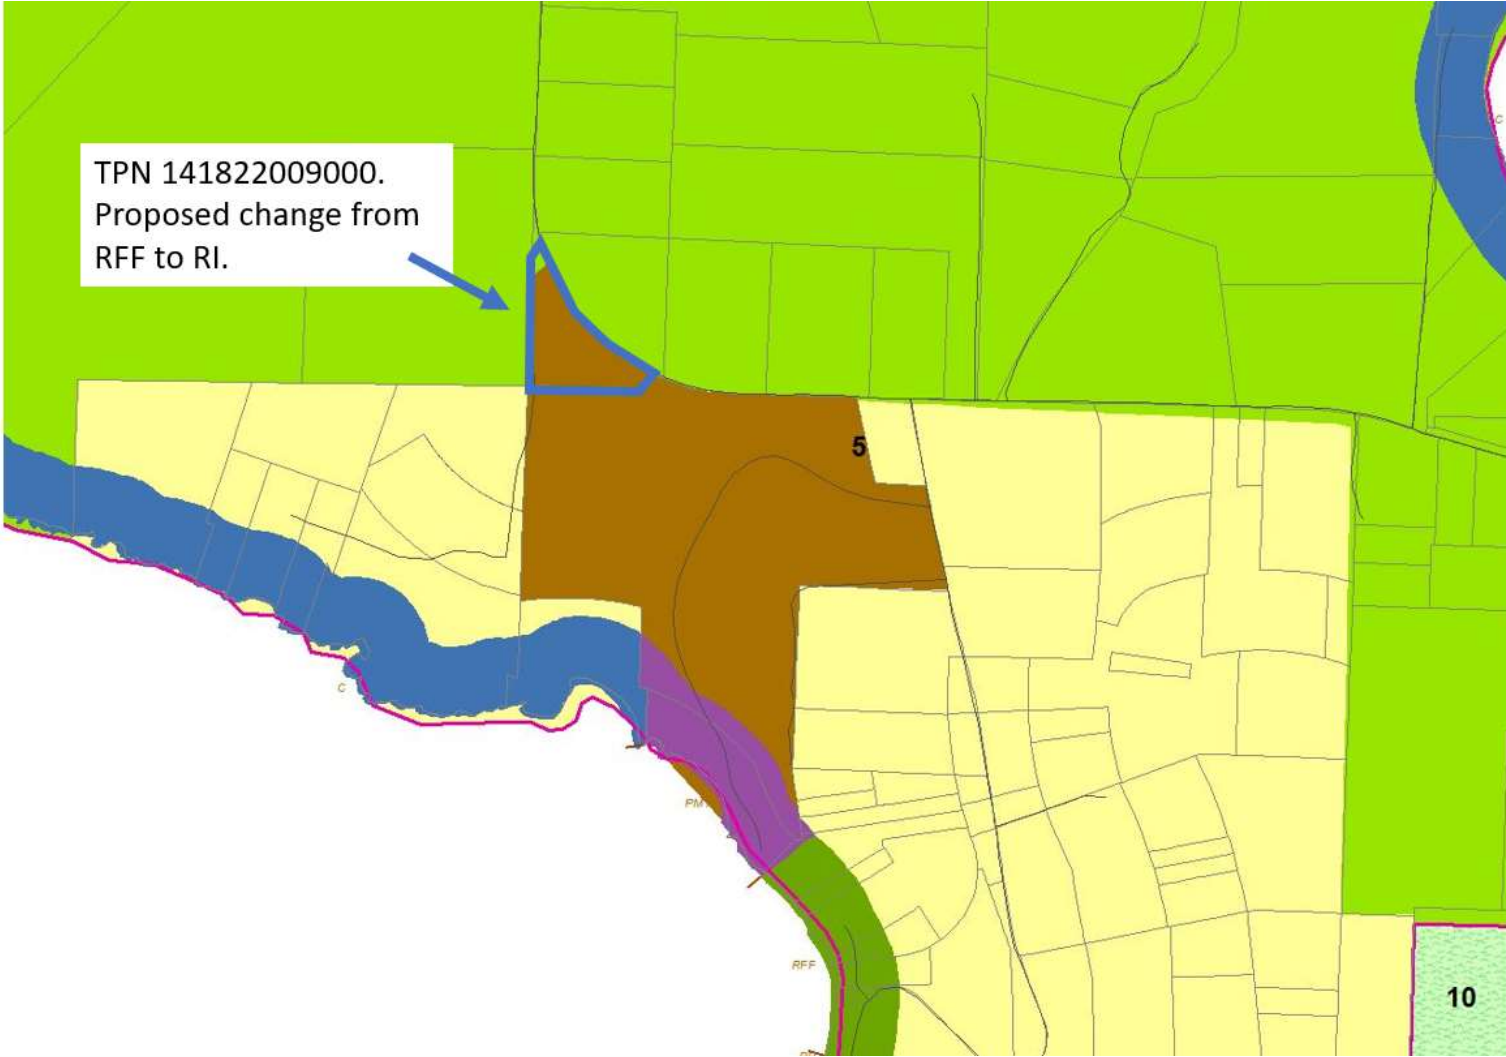 C
TPN 141822009000.
Proposed change from
RFF to RI.
5
C
PM
RFF
10